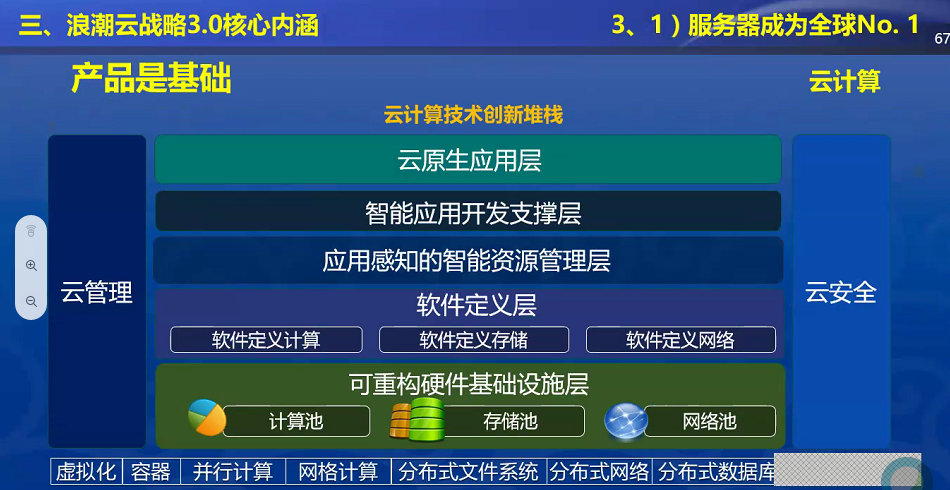 三、浪潮云战略3.0核心内涵
3、1）服务器成为全球No. 1
67
产品是基础
云计算
云计算技术创新堆栈
云管理
云原生应用层
智能应用开发支撑层
应用感知的智能资源管理层
软件定义层
软件定义计算
软件定义存储
软件定义网络
可重构硬件基础设施层
计算池
存储池
网络池
云安全
虚拟化
容器
并行计算
网格计算
分布式文件系统
分布式网络
分布式数据库